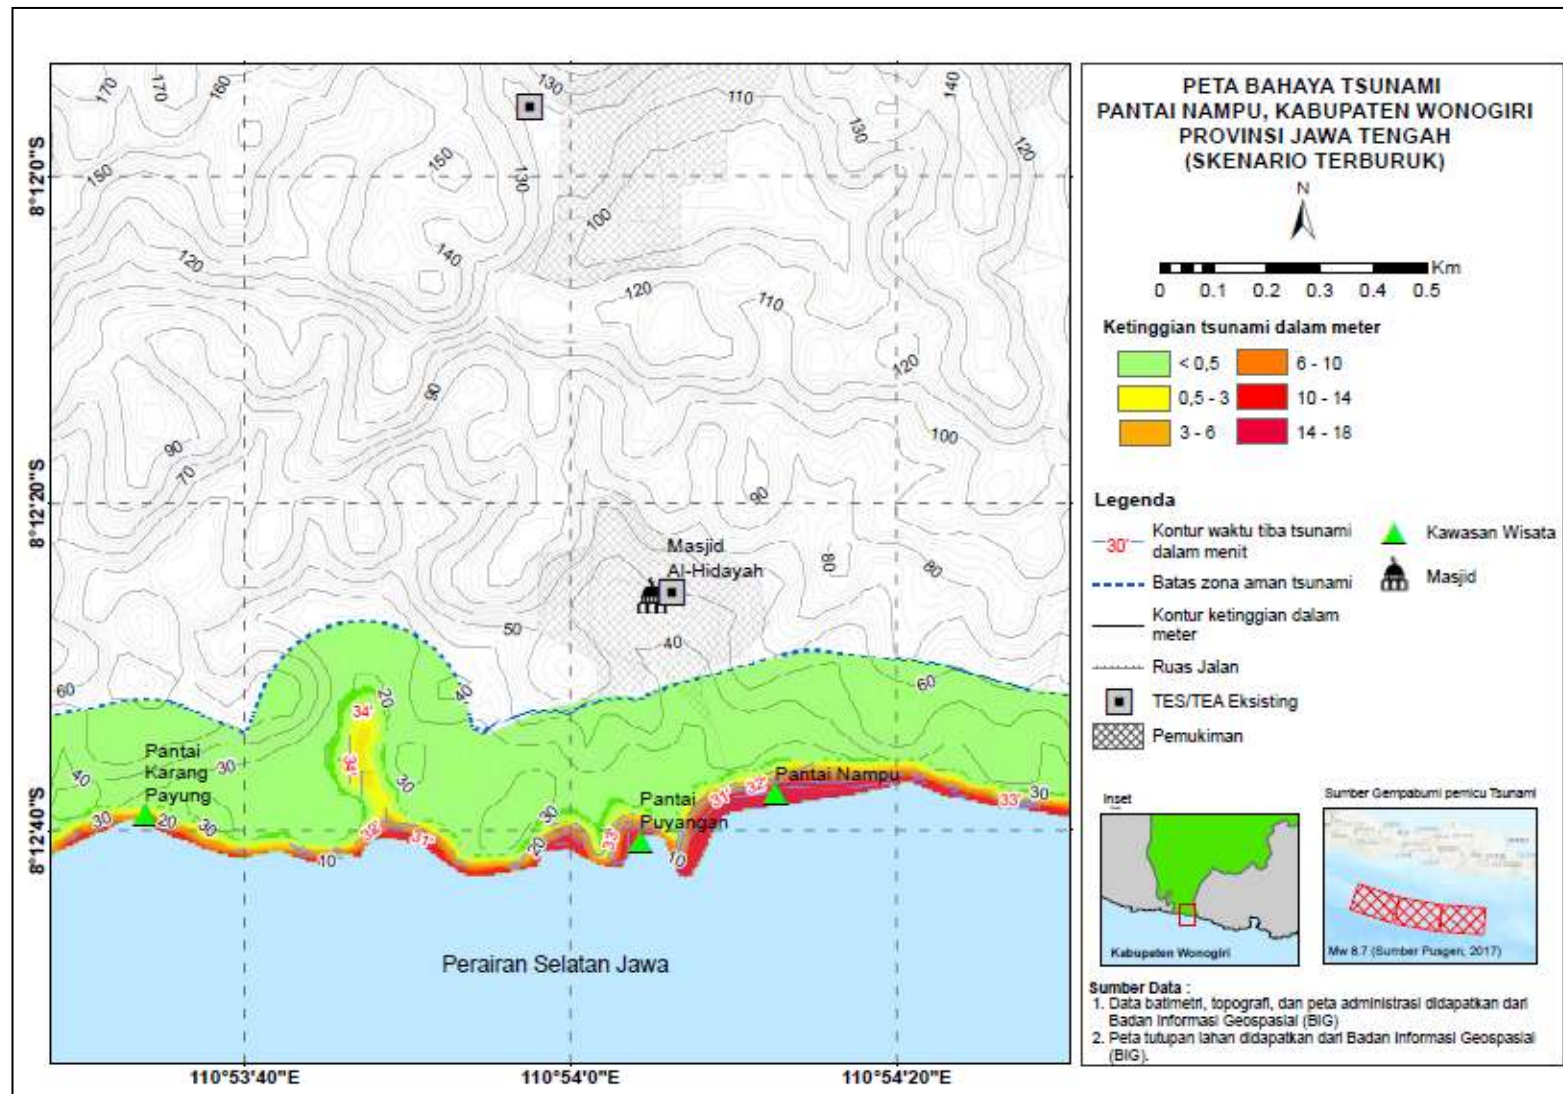 PETA BAHAYA TSUNAMI
PANTAI NAMPU, KABUPATEN WONOGIRI
PROVINSI JAWA TENGAH
(SKENARIO TERBURUK)
N
Km
0 0.1 0.2 0.3 0.4 0.5
Ketinggian tsunami dalam meter
< 0,5 6 - 10
0,5 - 3 10 - 14
3 - 6 14 - 18
Legenda
30' Kontur waktu tiba tsunami
dalam menit
Batas zona aman tsunami
Kontur ketinggian dalam
meter
Ruas Jalan
TES/TEA Eksisting
Pemukiman
Kawasan Wisata
Masjid
Inset
Kabupaten Wonogiri
Sumber Gempabumi pemicu Tsunami
Mw 8.7 (Sumber Pusgen, 2017)
Sumber Data :
1. Data batimetri, topografi, dan peta administrasi didapatkan dari
Badan Informasi Geospasial (BIG)
2. Peta tutupan lahan didapatkan dari Badan Informasi Geospasial
(BIG).
8°12'0"S
8°12'20"S
8°12'40"S
110°53'40"E
110°54'0"E
110°54'20"E
170
170
160
130
110
140
130
120
150
150
130
100
140
120
120
110
120
90
100
90
70
90
80
80
Masjid
Al-Hidayah
50
40
60
40
60
20
34'
34'
Pantai
Karang
Payung
30
40
30
30
20
30
10
32'
31'
20
30
33'
Pantai
Puyangan
10
31'
32'
Pantai Nampu
33'
30
Perairan Selatan Jawa